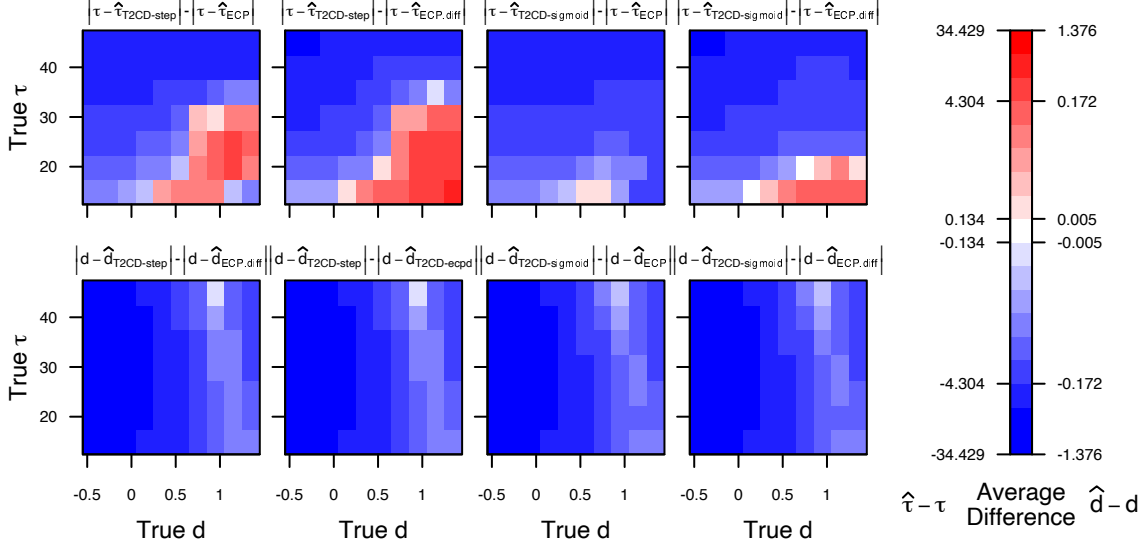 |τ − τ̂T2CD-step| - |τ − τ̂ECP|
|τ − τ̂T2CD-step| - |τ − τ̂ECP.diff|
|τ − τ̂T2CD-sigmoid| - |τ − τ̂ECP|
|τ − τ̂T2CD-sigmoid| - |τ − τ̂ECP.diff|
True τ
40
30
20
|d − d̂T2CD-step| - |d − d̂ECP.diff|
|d − d̂T2CD-step| - |d − d̂T2CD-ecpd|
|d − d̂T2CD-sigmoid| - |d − d̂ECP|
|d − d̂T2CD-sigmoid| - |d − d̂ECP.diff|
True τ
40
30
20
-0.5 0 0.5 1
-0.5 0 0.5 1
-0.5 0 0.5 1
-0.5 0 0.5 1
True d
True d
True d
True d
34.429 1.376
4.304 0.172
0.134 0.005
-0.134 -0.005
-4.304 -0.172
-34.429 -1.376
τ̂ − τ Average Difference d̂ − d